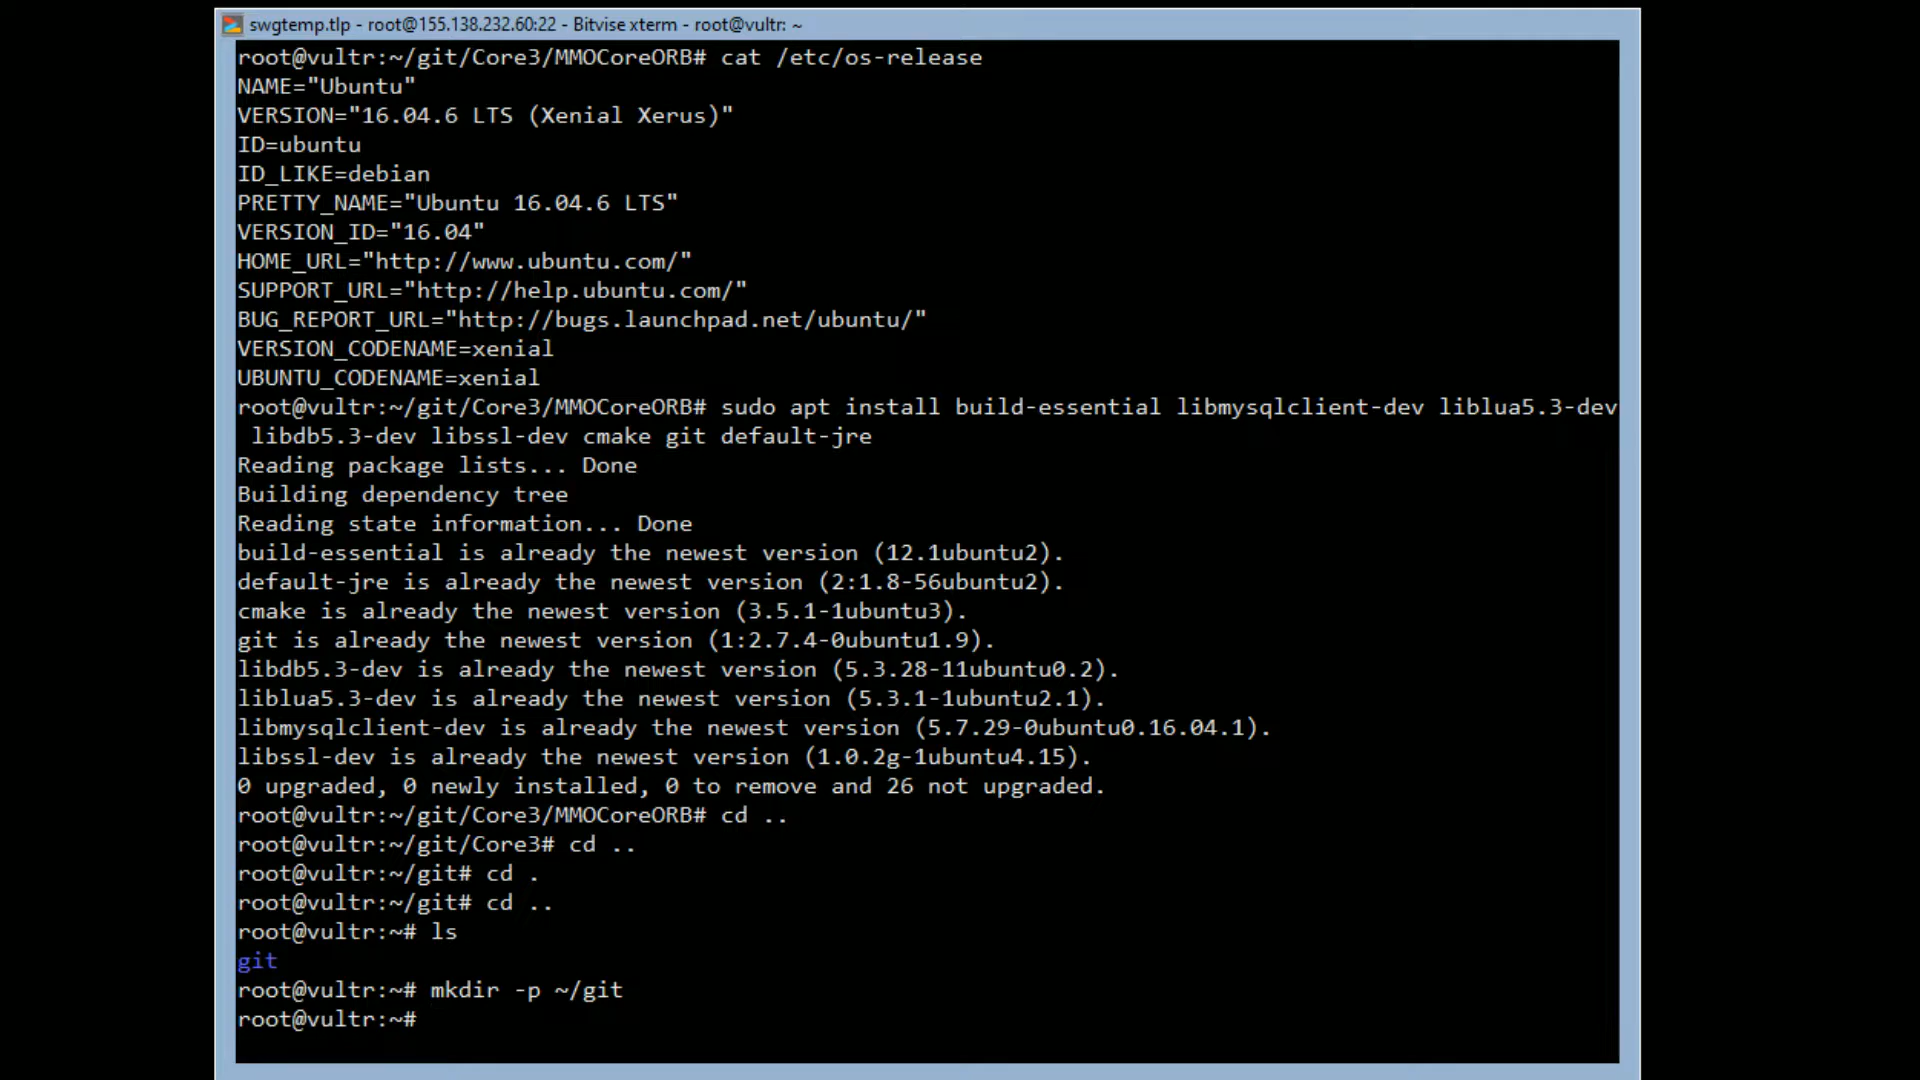 swgtemp.tlp - root@155.138.232.60:22 - Bitvise xterm - root@vultr: ~
root@vultr:~/git/Core3/MMOCoreORB# cat /etc/os-release
NAME="Ubuntu"
VERSION="16.04.6 LTS (Xenial Xerus)"
ID=ubuntu
ID_LIKE=debian
PRETTY_NAME="Ubuntu 16.04.6 LTS"
VERSION_ID="16.04"
HOME_URL="http://www.ubuntu.com/"
SUPPORT_URL="http://help.ubuntu.com/"
BUG_REPORT_URL="http://bugs.launchpad.net/ubuntu/"
VERSION_CODENAME=xenial
UBUNTU_CODENAME=xenial
root@vultr:~/git/Core3/MMOCoreORB# sudo apt install build-essential libmysqlclient-dev liblua5.3-dev
libdb5.3-dev libssl-dev cmake git default-jre
Reading package lists... Done
Building dependency tree
Reading state information... Done
build-essential is already the newest version (12.1ubuntu2).
default-jre is already the newest version (2:1.8-56ubuntu2).
cmake is already the newest version (3.5.1-1ubuntu3).
git is already the newest version (1:2.7.4-0ubuntu1.9).
libdb5.3-dev is already the newest version (5.3.28-11ubuntu0.2).
liblua5.3-dev is already the newest version (5.3.1-1ubuntu2.1).
libmysqlclient-dev is already the newest version (5.7.29-0ubuntu0.16.04.1).
libssl-dev is already the newest version (1.0.2g-1ubuntu4.15).
0 upgraded, 0 newly installed, 0 to remove and 26 not upgraded.
root@vultr:~/git/Core3/MMOCoreORB# cd ..
root@vultr:~/git/Core3# cd ..
root@vultr:~/git# cd .
root@vultr:~/git# cd ..
root@vultr:~# ls
git
root@vultr:~# mkdir -p ~/git
root@vultr:~#